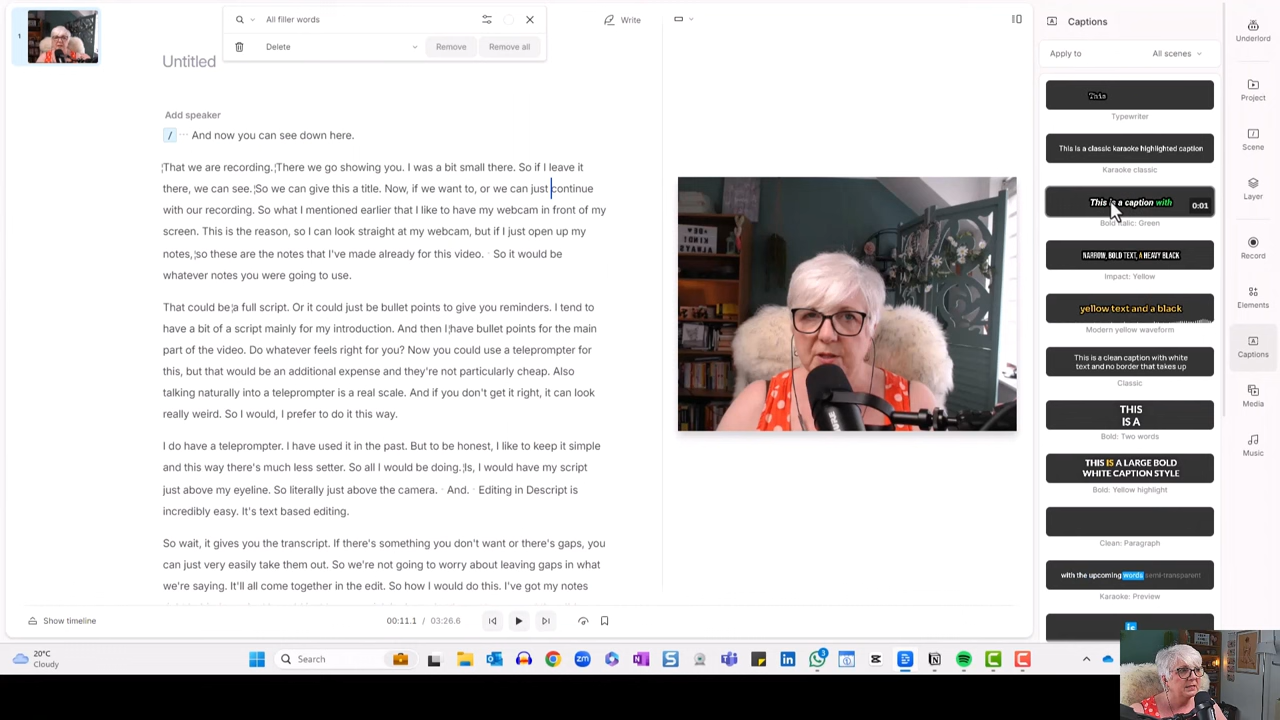 1
All filler words
Delete
Remove
Remove all
Write
Untitled
Add speaker
/ ··· And now you can see down here.
That we are recording. There we go showing you. I was a bit small there. So if I leave it
there, we can see. So we can give this a title. Now, if we want to, or we can just continue
with our recording. So what I mentioned earlier that I like to have my webcam in front of my
screen. This is the reason, so I can look straight at my webcam, but if I just open up my
notes, so these are the notes that I've made already for this video. · So it would be
whatever notes you were going to use.
That could be a full script. Or it could just be bullet points to give you reminders. I tend to
have a bit of a script mainly for my introduction. And then I have bullet points for the main
part of the video. Do whatever feels right for you? Now you could use a teleprompter for
this, but that would be an additional expense and they're not particularly cheap. Also
talking naturally into a teleprompter is a real scale. And if you don't get it right, it can look
really weird. So I would, I prefer to do it this way.
I do have a teleprompter. I have used it in the past. But to be honest, I like to keep it simple
and this way there's much less setter. So all I would be doing. Is, I would have my script
just above my eyeline. So literally just above the camera. · And. · Editing in Descript is
incredibly easy. It's text based editing.
So wait, it gives you the transcript. If there's something you don't want or there's gaps, you
can just very easily take them out. So we're not going to worry about leaving gaps in what
we're saying. It'll all come together in the edit. So how I would do this. I've got my notes
Show timeline
00:11.1 / 03:26.6
Captions
Apply to
All scenes
This
Typewriter
This is a classic karaoke highlighted caption
Karaoke classic
This is a caption with
0:01
Bold Italic: Green
NARROW, BOLD TEXT, A HEAVY BLACK
Impact: Yellow
yellow text and a black
Modern yellow waveform
This is a clean caption with white
text and no border that takes up
Classic
THIS
IS A
Bold: Two words
THIS IS A LARGE BOLD
WHITE CAPTION STYLE
Bold: Yellow highlight
Clean: Paragraph
with the upcoming words semi-transparent
Karaoke: Preview
is
Underlord
Project
Scene
Layer
Record
Elements
Captions
Media
Music
20°C
Cloudy
Search
3